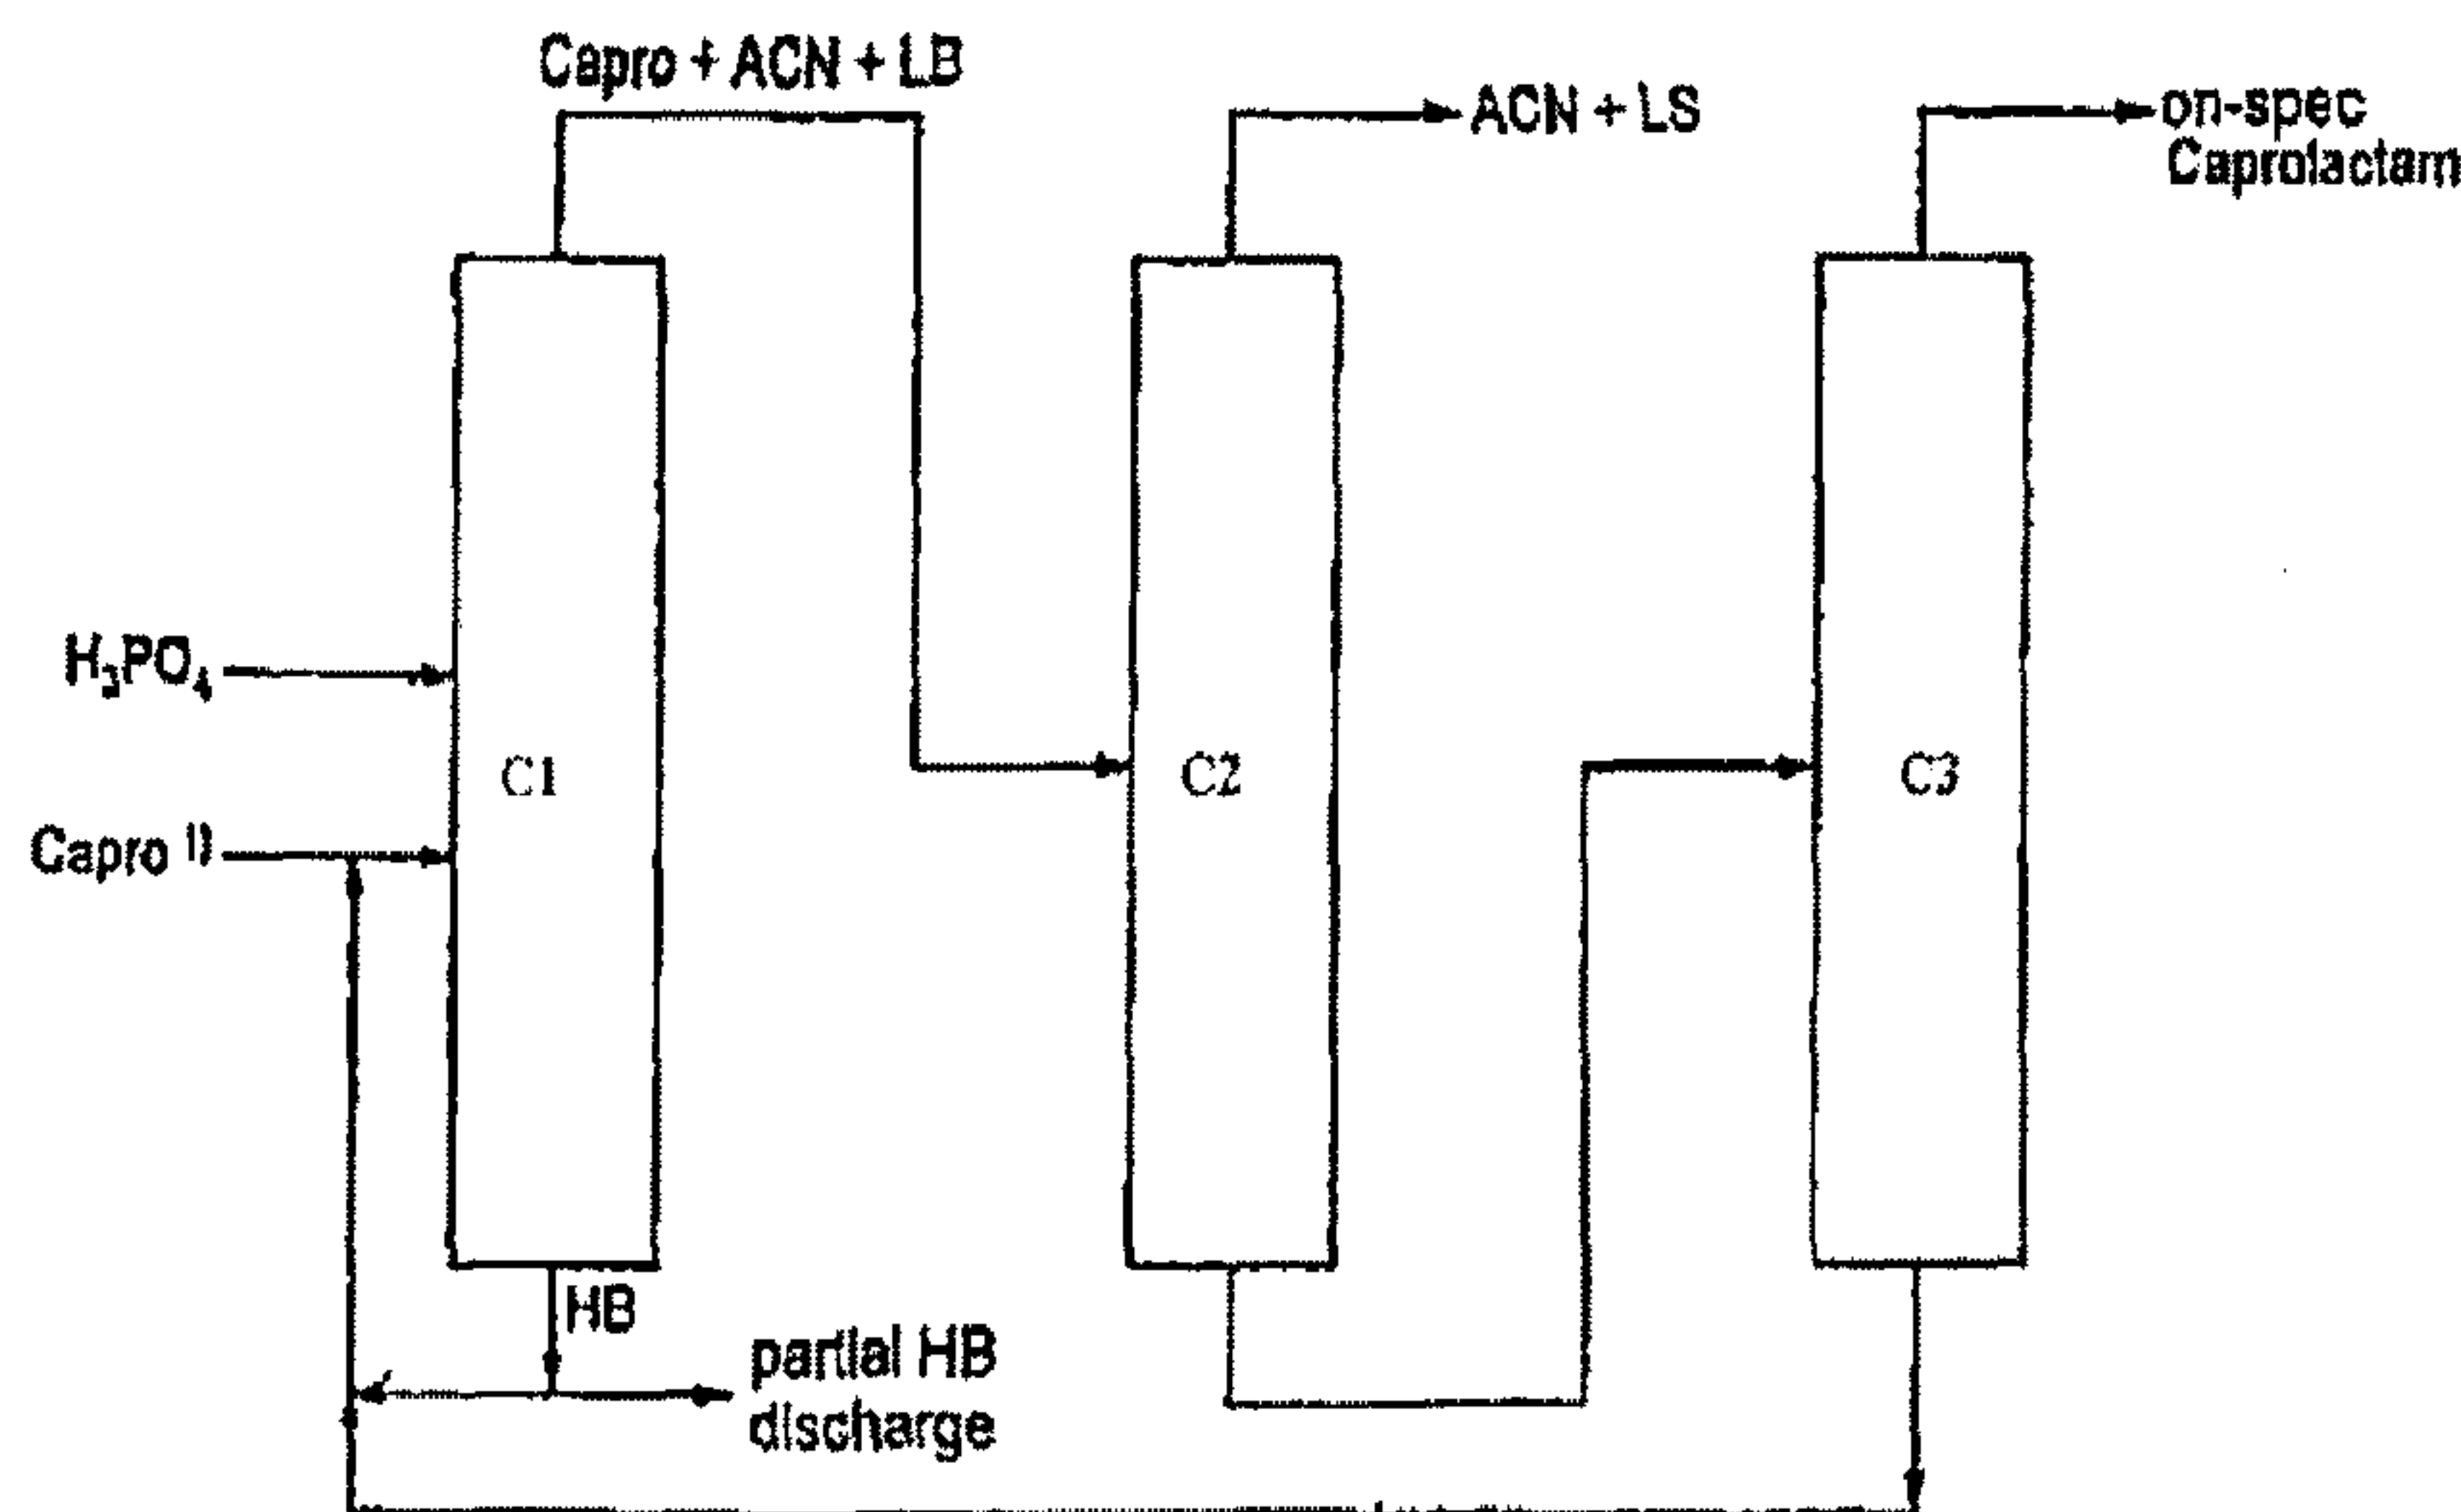 Capro + ACN + LB
ACN + LS
on-spec
Caprolactam
H₃PO₄
C1
C2
C3
Capro 1)
HB
partial HB
discharge